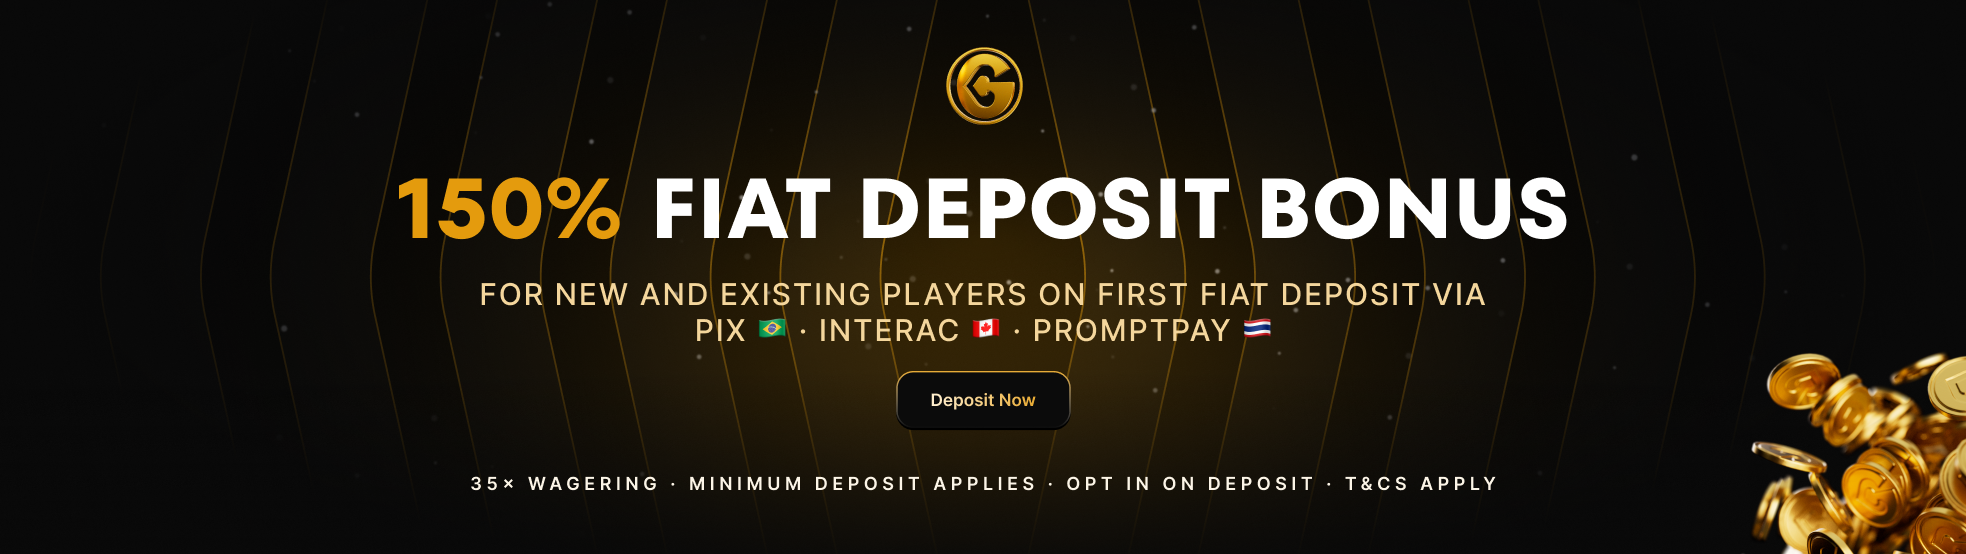 150% FIAT DEPOSIT BONUS
FOR NEW AND EXISTING PLAYERS ON FIRST FIAT DEPOSIT VIA
PIX 🇧🇷 · INTERAC 🇨🇦 · PROMPTPAY 🇹🇭
Deposit Now
35× WAGERING · MINIMUM DEPOSIT APPLIES · OPT IN ON DEPOSIT · T&CS APPLY